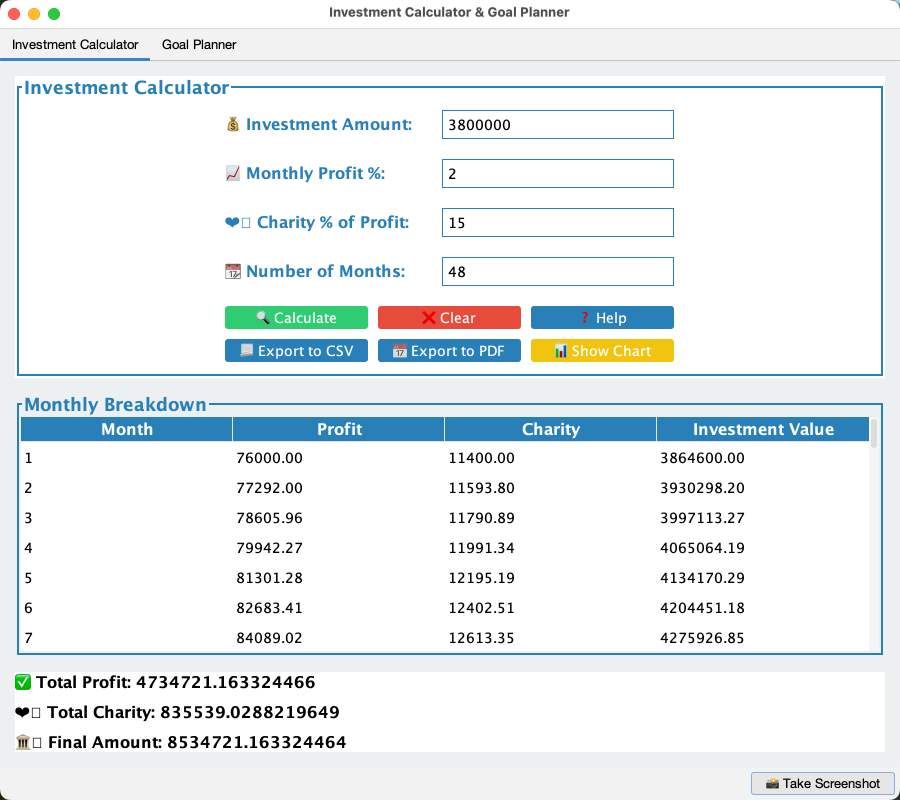 Investment Calculator & Goal Planner
Investment Calculator Goal Planner
Investment Calculator
Investment Amount: 3800000
Monthly Profit %: 2
Charity % of Profit: 15
Number of Months: 48
Calculate Clear Help
Export to CSV Export to PDF Show Chart
Monthly Breakdown
Month Profit Charity Investment Value
1 76000.00 11400.00 3864600.00
2 77292.00 11593.80 3930298.20
3 78605.96 11790.89 3997113.27
4 79942.27 11991.34 4065064.19
5 81301.28 12195.19 4134170.29
6 82683.41 12402.51 4204451.18
7 84089.02 12613.35 4275926.85
Total Profit: 4734721.163324466
Total Charity: 835539.0288219649
Final Amount: 8534721.163324464
Take Screenshot